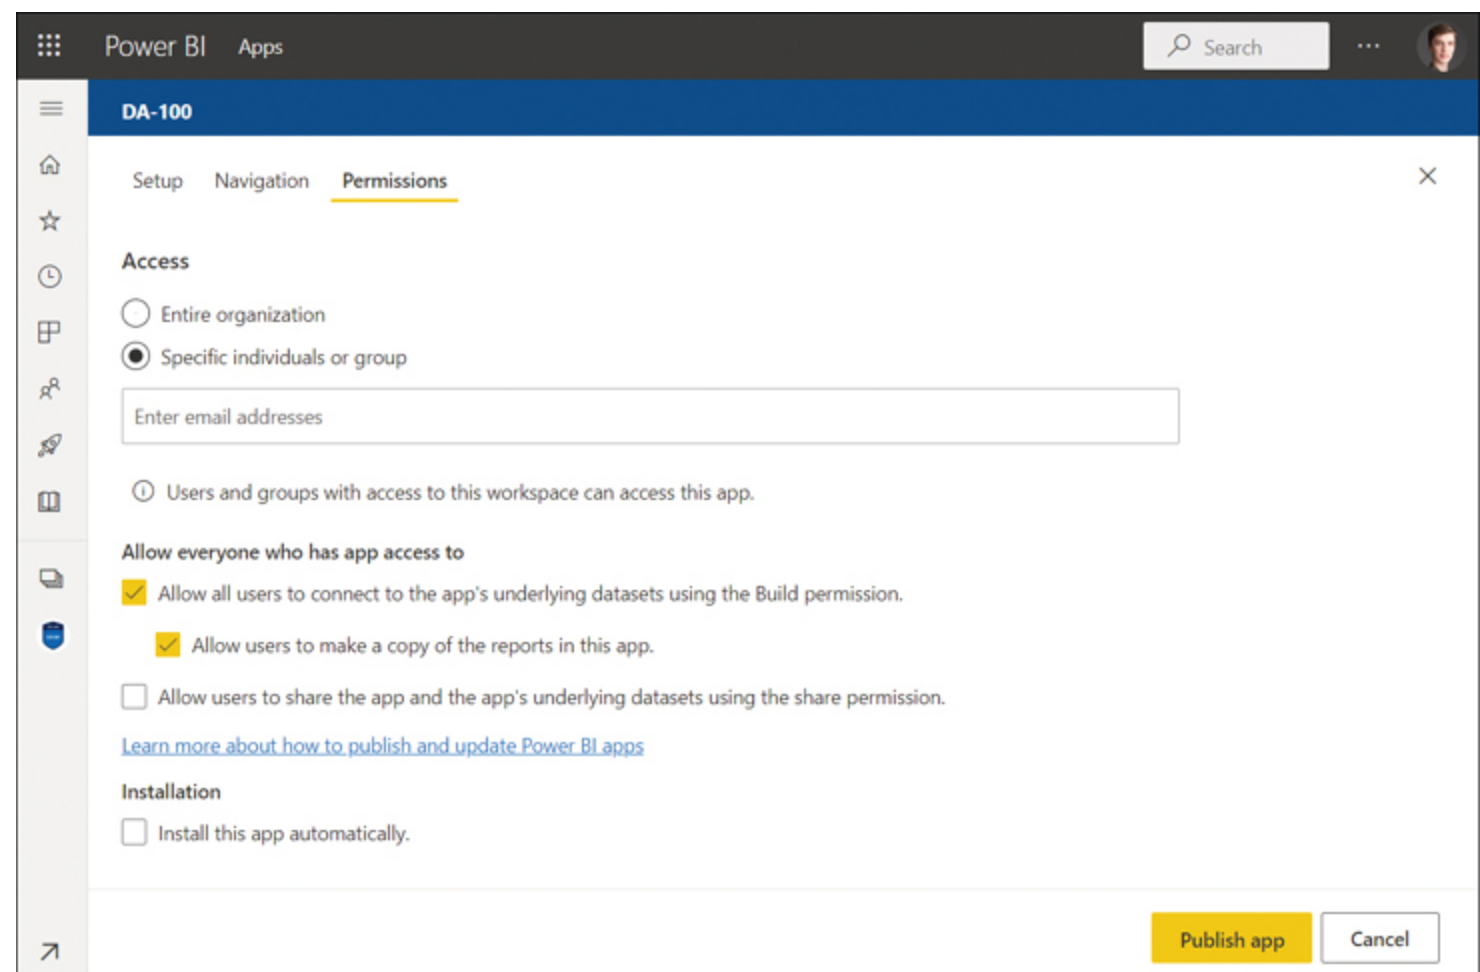 Power BI Apps Search
DA-100
Setup Navigation Permissions
Access
Entire organization
Specific individuals or group
Enter email addresses
Users and groups with access to this workspace can access this app.
Allow everyone who has app access to
Allow all users to connect to the app's underlying datasets using the Build permission.
Allow users to make a copy of the reports in this app.
Allow users to share the app and the app's underlying datasets using the share permission.
Learn more about how to publish and update Power BI apps
Installation
Install this app automatically.
Publish app Cancel